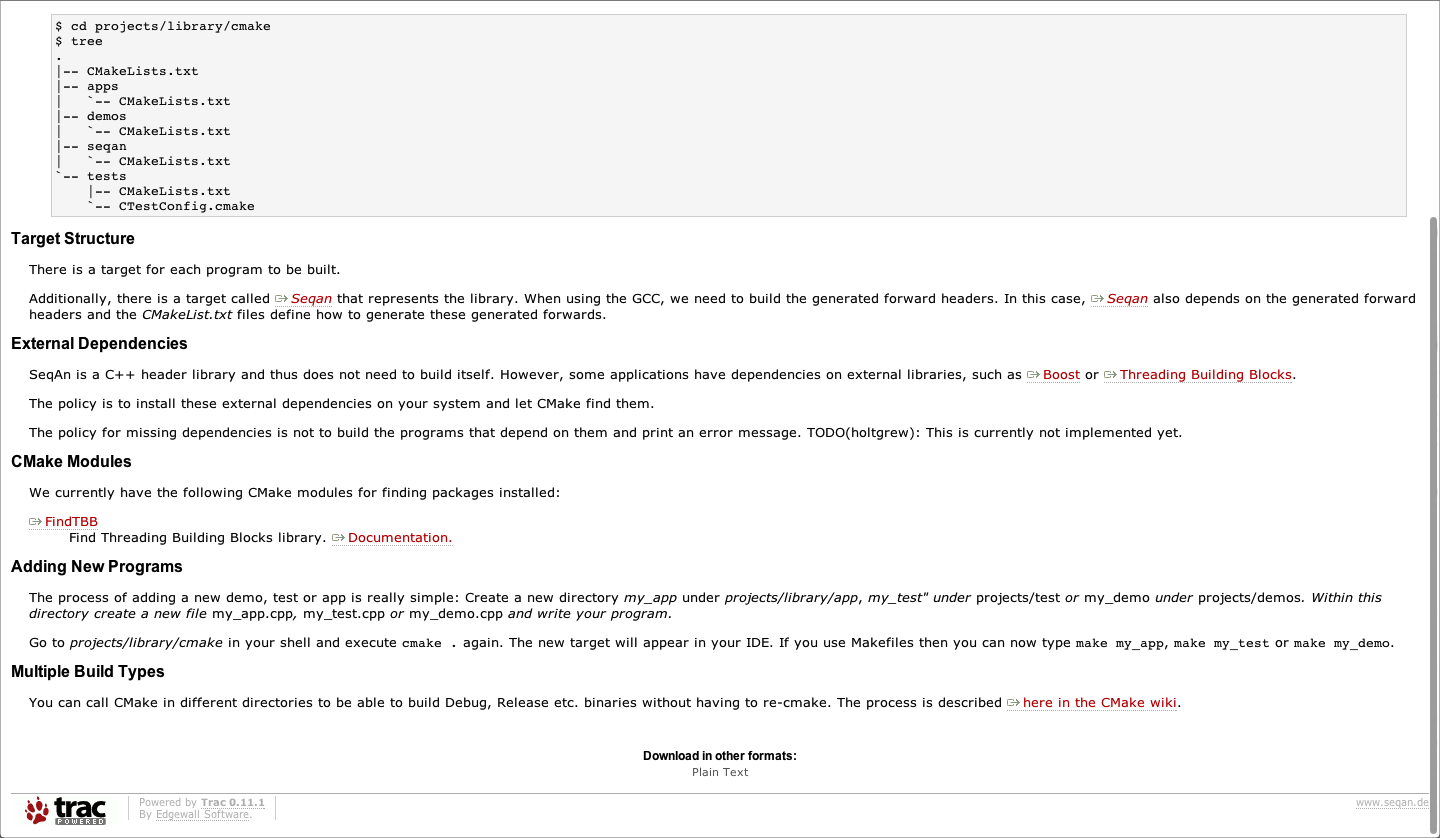 $ cd projects/library/cmake
$ tree
.
|-- CMakeLists.txt
|-- apps
|   `-- CMakeLists.txt
|-- demos
|   `-- CMakeLists.txt
|-- seqan
|   `-- CMakeLists.txt
`-- tests
    |-- CMakeLists.txt
    `-- CTestConfig.cmake
Target Structure
There is a target for each program to be built.
Additionally, there is a target called Seqan that represents the library. When using the GCC, we need to build the generated forward headers. In this case, Seqan also depends on the generated forward
headers and the CMakeList.txt files define how to generate these generated forwards.
External Dependencies
SeqAn is a C++ header library and thus does not need to build itself. However, some applications have dependencies on external libraries, such as Boost or Threading Building Blocks.
The policy is to install these external dependencies on your system and let CMake find them.
The policy for missing dependencies is not to build the programs that depend on them and print an error message. TODO(holtgrew): This is currently not implemented yet.
CMake Modules
We currently have the following CMake modules for finding packages installed:
FindTBB
Find Threading Building Blocks library. Documentation.
Adding New Programs
The process of adding a new demo, test or app is really simple: Create a new directory my_app under projects/library/app, my_test" under projects/test or my_demo under projects/demos. Within this
directory create a new file my_app.cpp, my_test.cpp or my_demo.cpp and write your program.
Go to projects/library/cmake in your shell and execute cmake . again. The new target will appear in your IDE. If you use Makefiles then you can now type make my_app, make my_test or make my_demo.
Multiple Build Types
You can call CMake in different directories to be able to build Debug, Release etc. binaries without having to re-cmake. The process is described here in the CMake wiki.
Download in other formats:
Plain Text
trac
POWERED
Powered by Trac 0.11.1
By Edgewall Software.
www.seqan.de